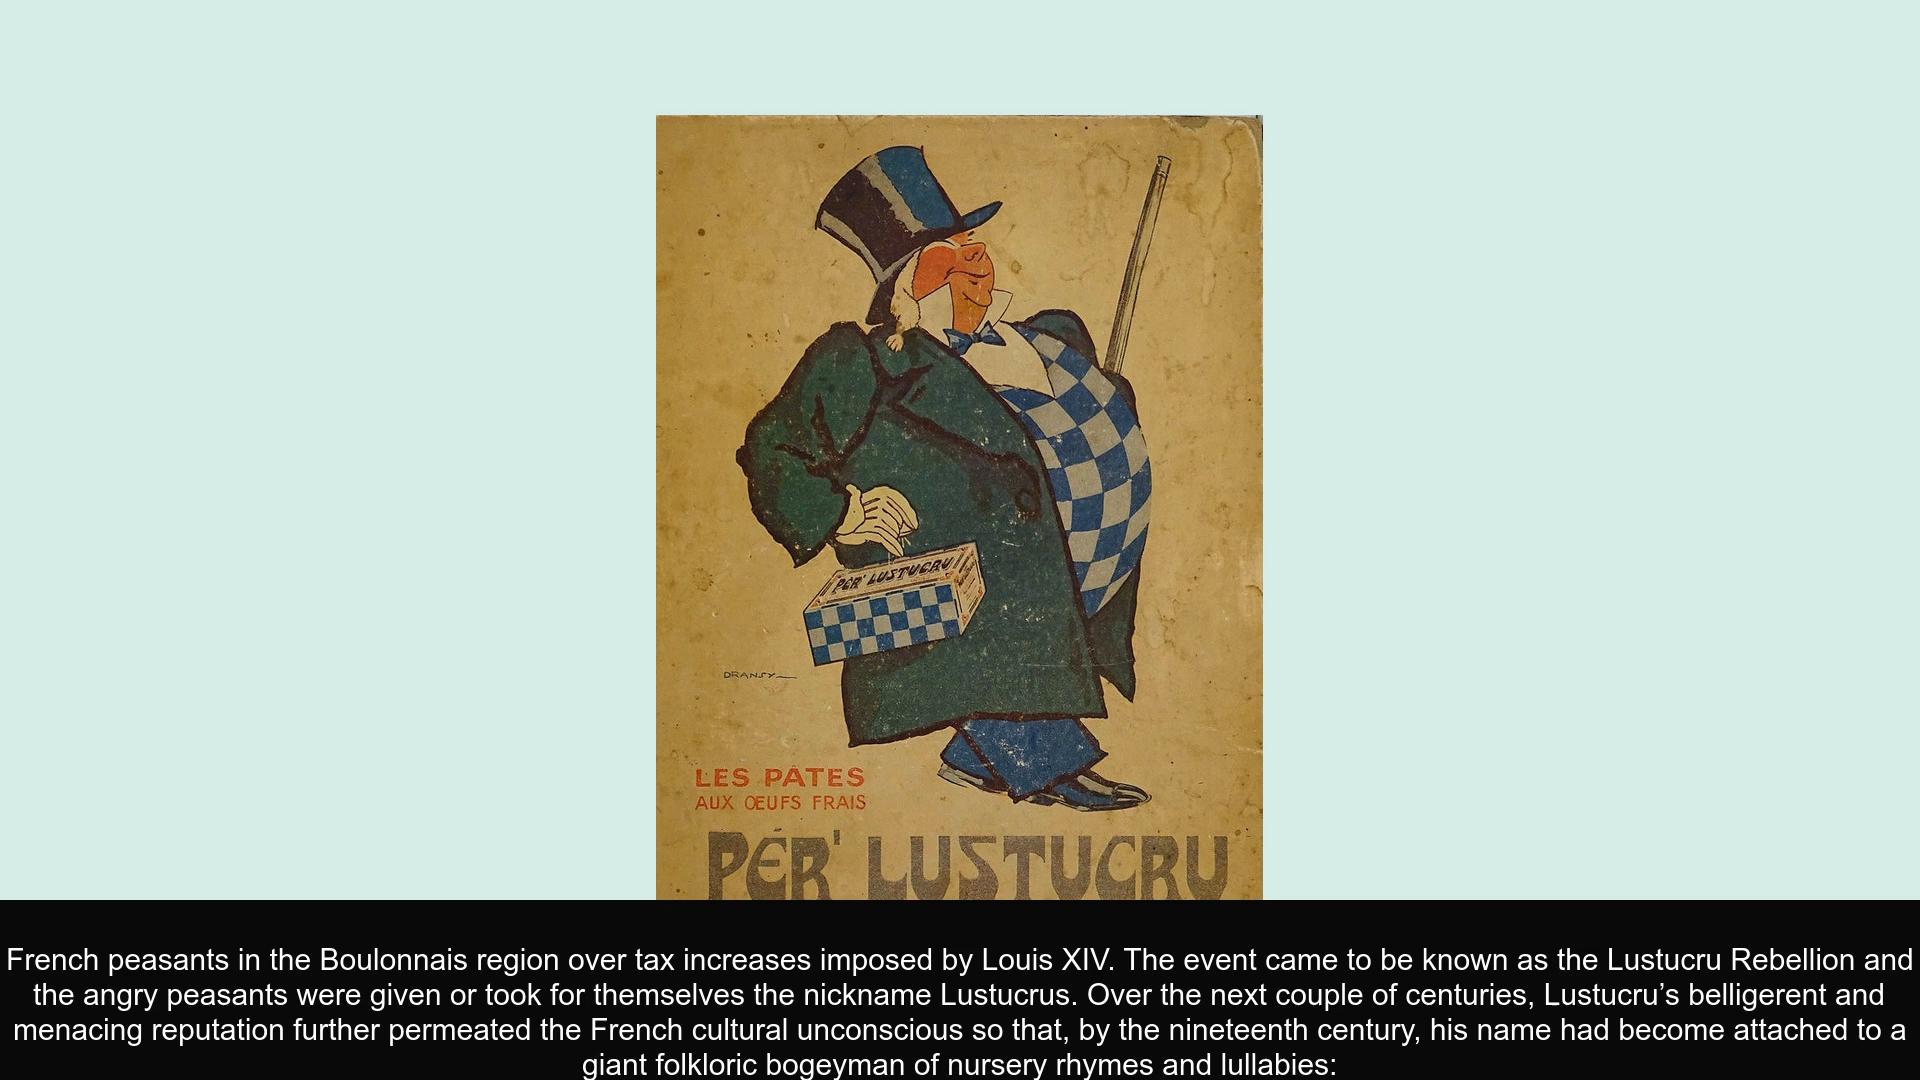 PER' LUSTUCRU
DRANSY
LES PÂTES
AUX ŒUFS FRAIS
PÉR' LUSTUCRU
French peasants in the Boulonnais region over tax increases imposed by Louis XIV. The event came to be known as the Lustucru Rebellion and
the angry peasants were given or took for themselves the nickname Lustucrus. Over the next couple of centuries, Lustucru’s belligerent and
menacing reputation further permeated the French cultural unconscious so that, by the nineteenth century, his name had become attached to a
giant folkloric bogeyman of nursery rhymes and lullabies: